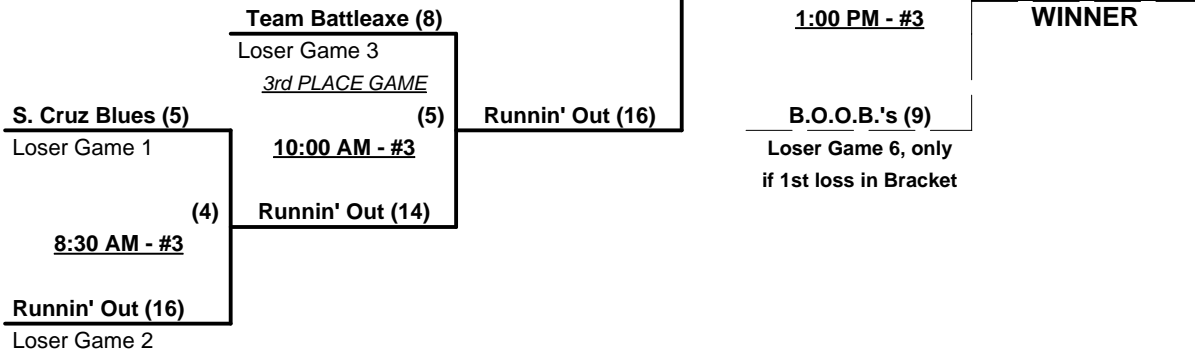 Team Battleaxe (8)
1:00 PM - #3
WINNER
Loser Game 3
3rd PLACE GAME
S. Cruz Blues (5)
(5)
Runnin' Out (16)
B.O.O.B.'s (9)
Loser Game 1
10:00 AM - #3
Loser Game 6, only
if 1st loss in Bracket
(4)
Runnin' Out (14)
8:30 AM - #3
Runnin' Out (16)
Loser Game 2